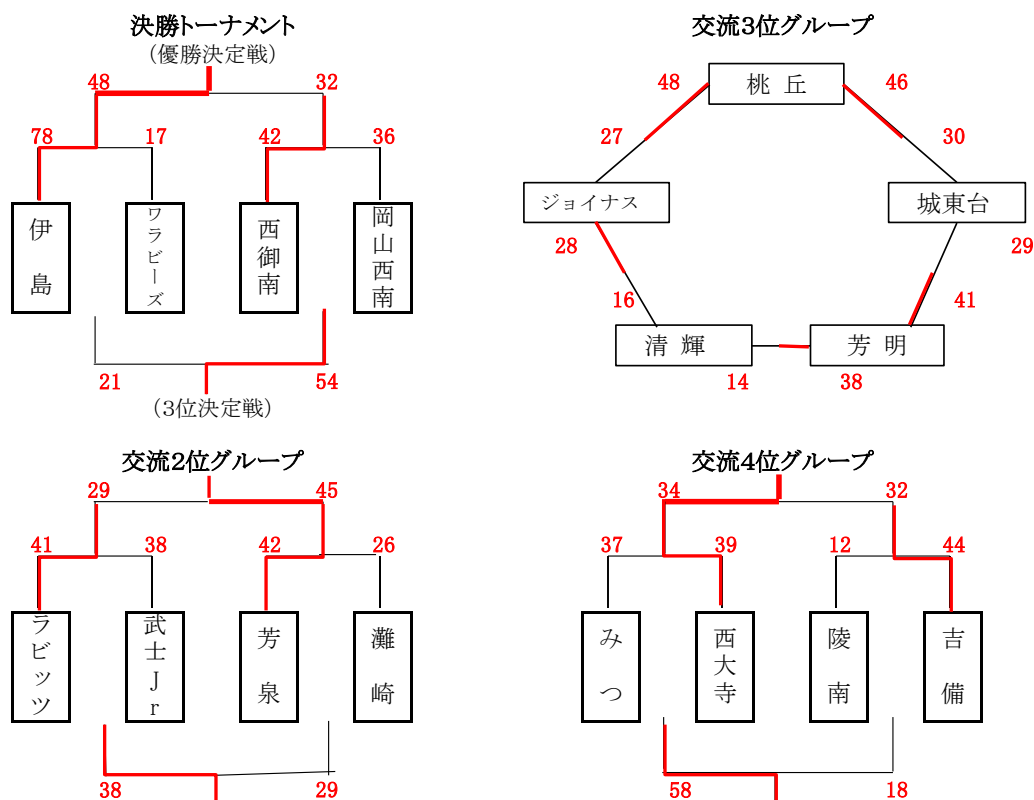 決勝トーナメント
(優勝決定戦)
48 32
78 17 42 36
伊島 ワラビーズ 西御南 岡山西南
21 54
(3位決定戦)
交流3位グループ
桃丘
48 46
27 30
ジョイナス 城東台
28 29
16 41
清輝 芳明
14 38
交流2位グループ
29 45
41 38 42 26
ラビッツ 武士Jr 芳泉 灘崎
38 29
交流4位グループ
34 32
37 39 12 44
みつ 西大寺 陵南 吉備
58 18